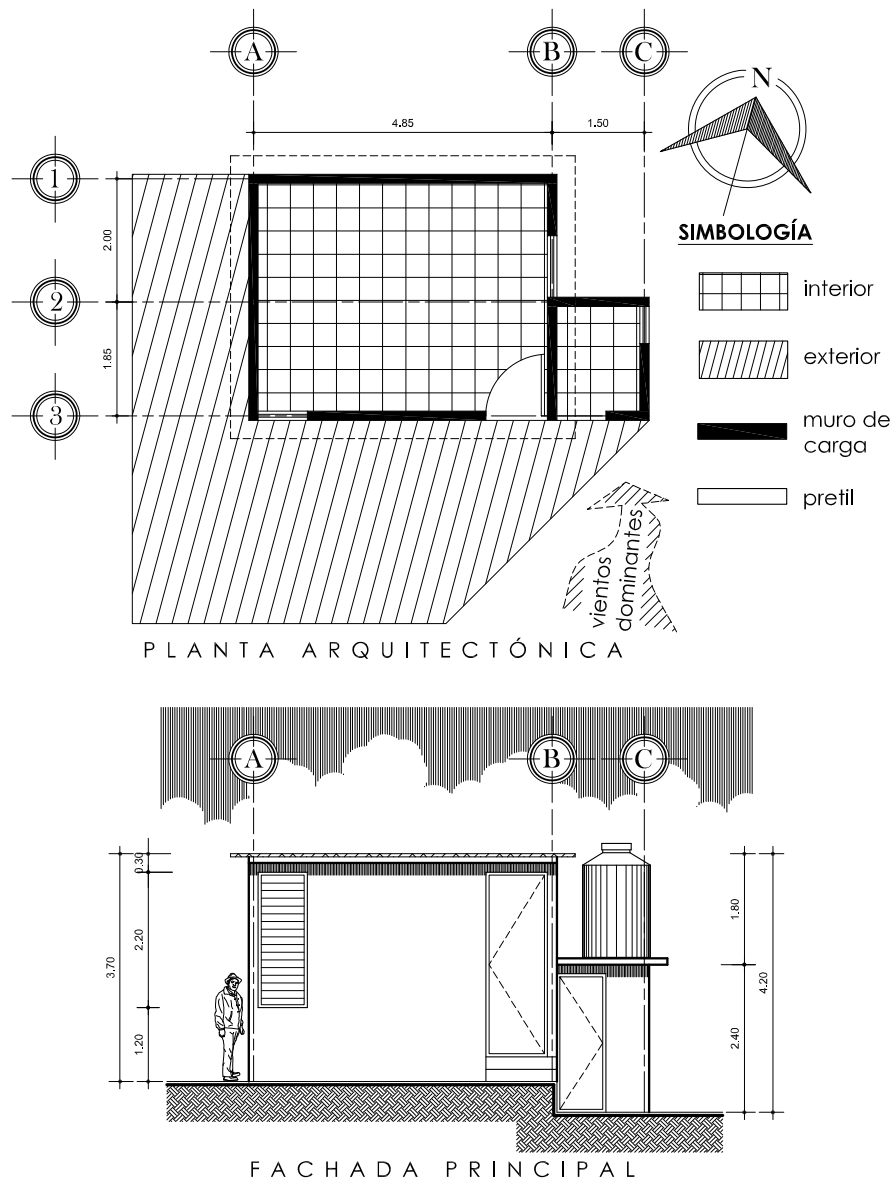 A
B
C
N
4.85
1.50
1
2
3
2.00
1.85
SIMBOLOGÍA
interior
exterior
muro de
carga
pretil
vientos
dominantes
PLANTA ARQUITECTÓNICA
A
B
C
0.30
2.20
1.20
3.70
1.80
2.40
4.20
FACHADA PRINCIPAL